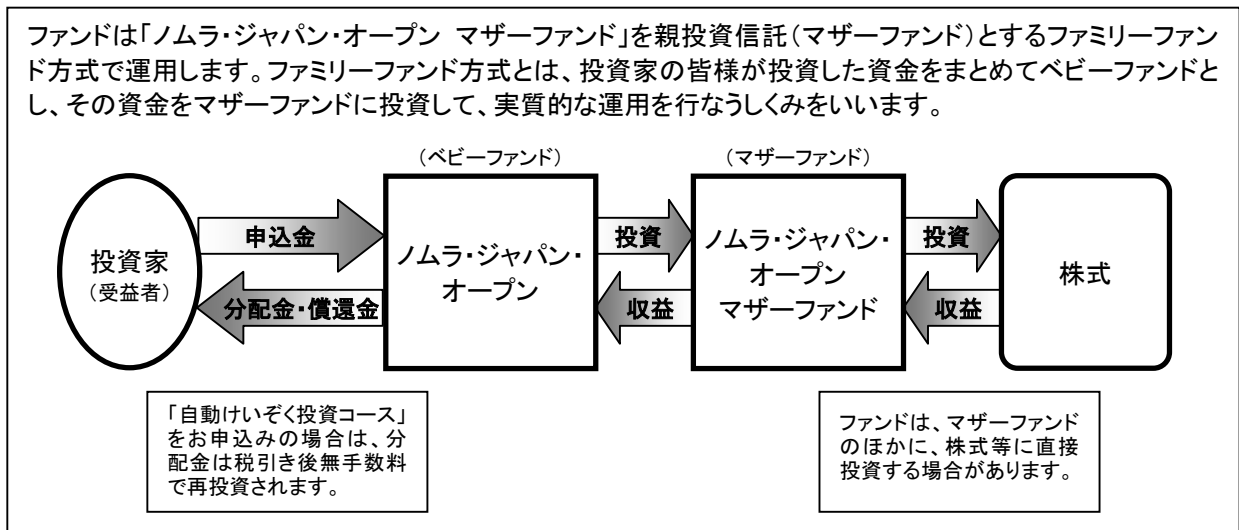 ファンドは「ノムラ・ジャパン・オープン マザーファンド」を親投資信託(マザーファンド)とするファミリーファン
ド方式で運用します。ファミリーファンド方式とは、投資家の皆様が投資した資金をまとめてベビーファンドと
し、その資金をマザーファンドに投資して、実質的な運用を行なうしくみをいいます。
(ベビーファンド)
(マザーファンド)
投資家
(受益者)
申込金
分配金・償還金
ノムラ・ジャパン・
オープン
投資
収益
ノムラ・ジャパン・
オープン
マザーファンド
投資
収益
株式
「自動けいぞく投資コース」
をお申込みの場合は、分
配金は税引き後無手数料
で再投資されます。
ファンドは、マザーファンド
のほかに、株式等に直接
投資する場合があります。